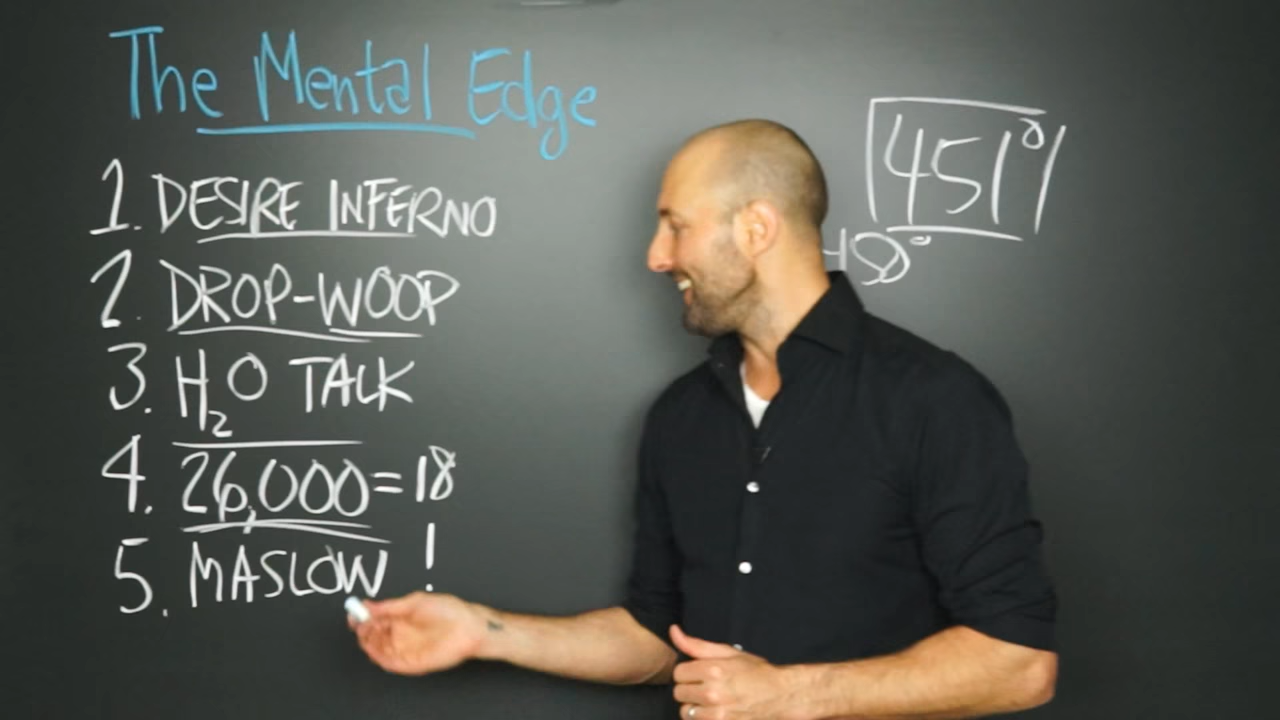 The Mental Edge
1. DESIRE INFERNO
2. DROP-WOOP
3. H₂O TALK
4. 26,000=18
5. MASLOW !
451°